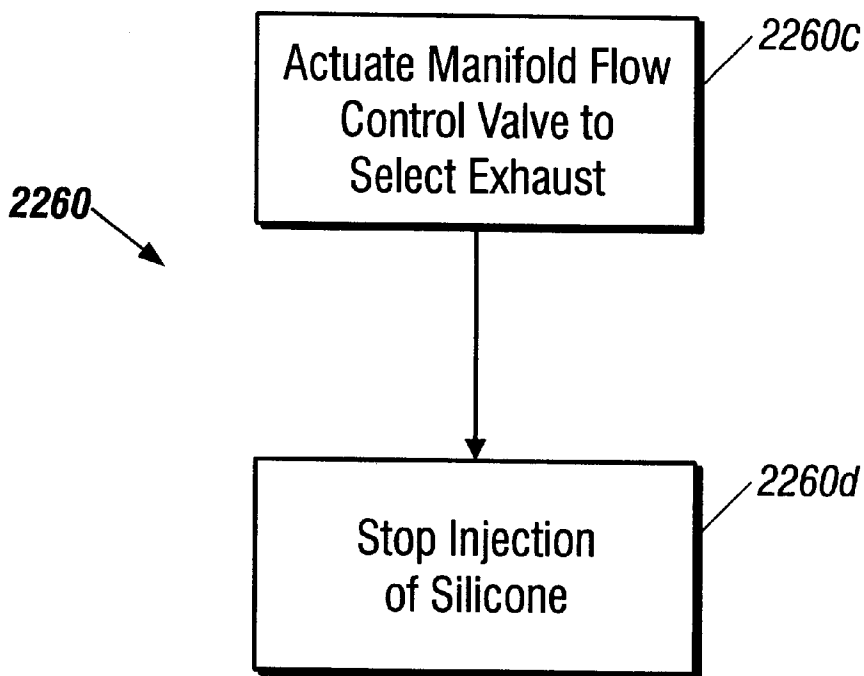 2260c
Actuate Manifold Flow
Control Valve to
Select Exhaust
2260
2260d
Stop Injection
of Silicone